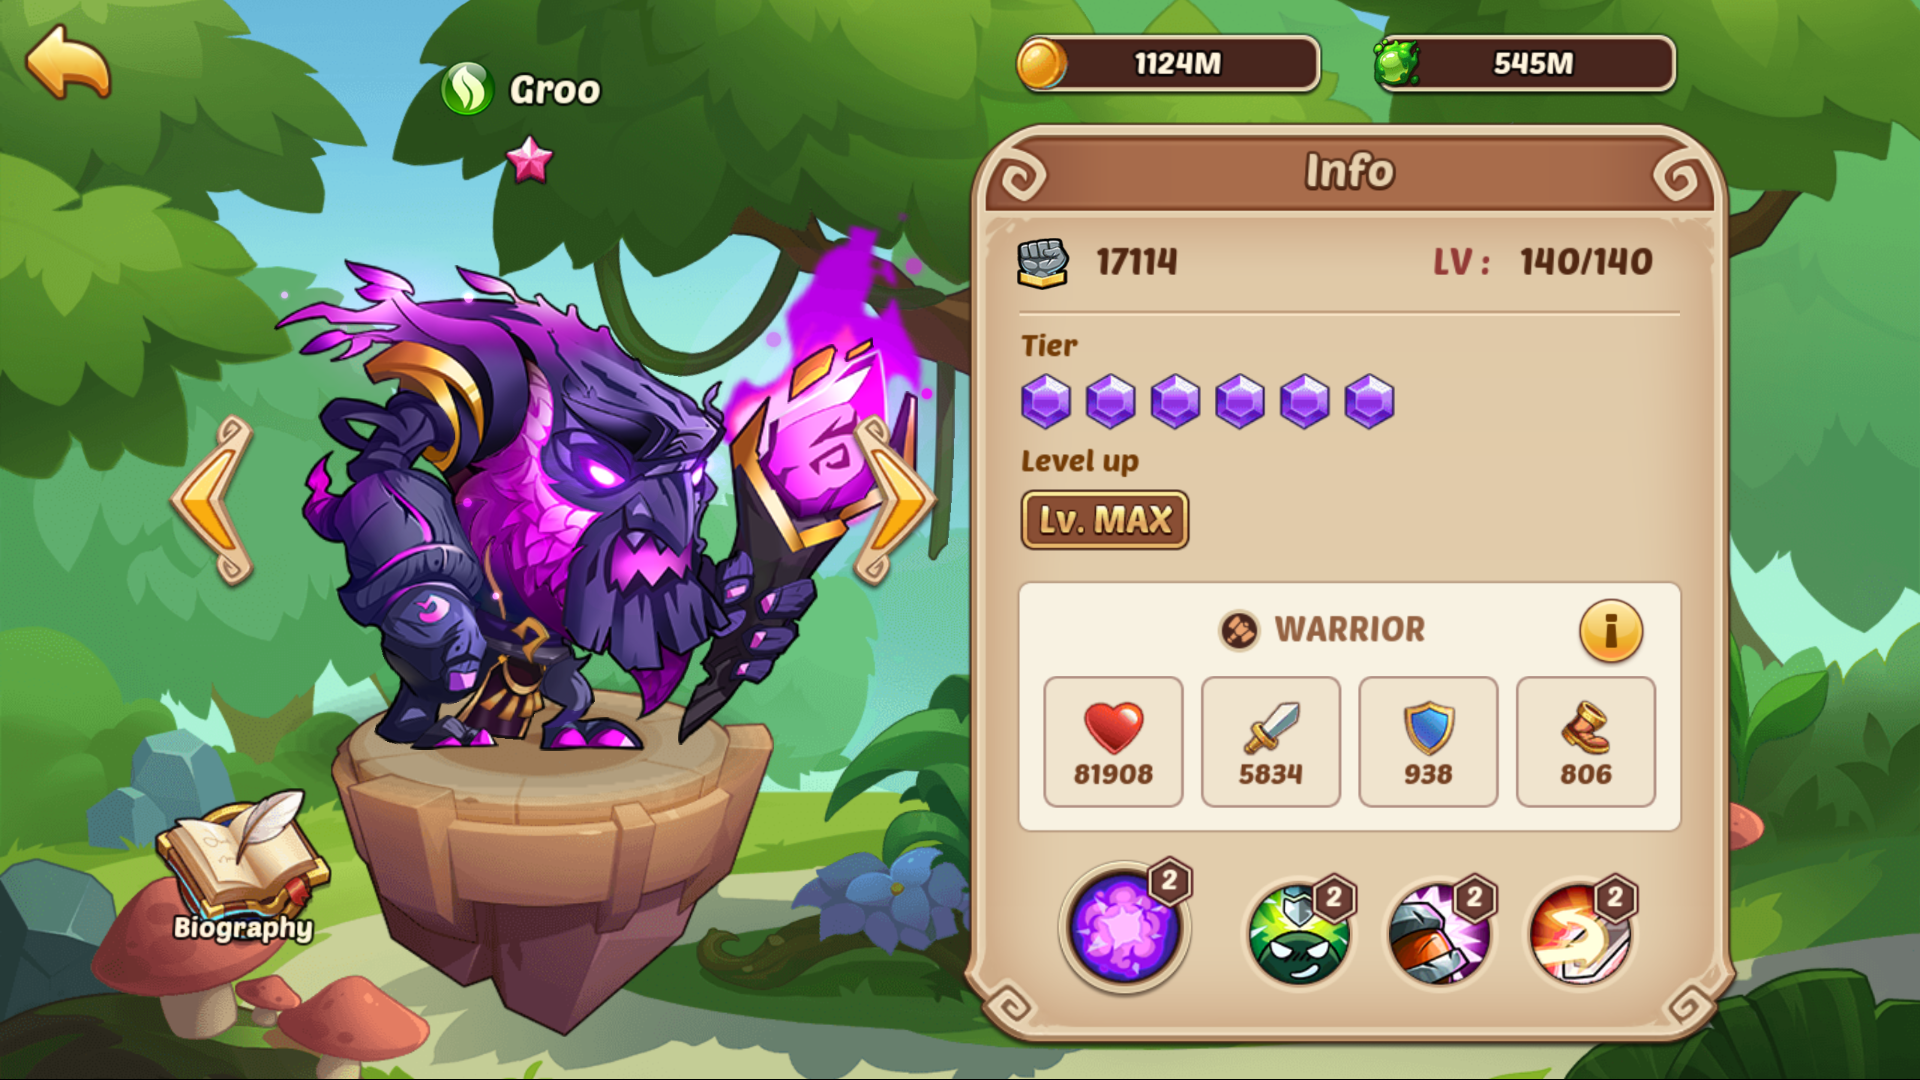 Groo
1124M
545M
Info
17114
LV : 140/140
Tier
Level up
Lv. MAX
WARRIOR
81908
5834
938
806
2
2
2
2
Biography